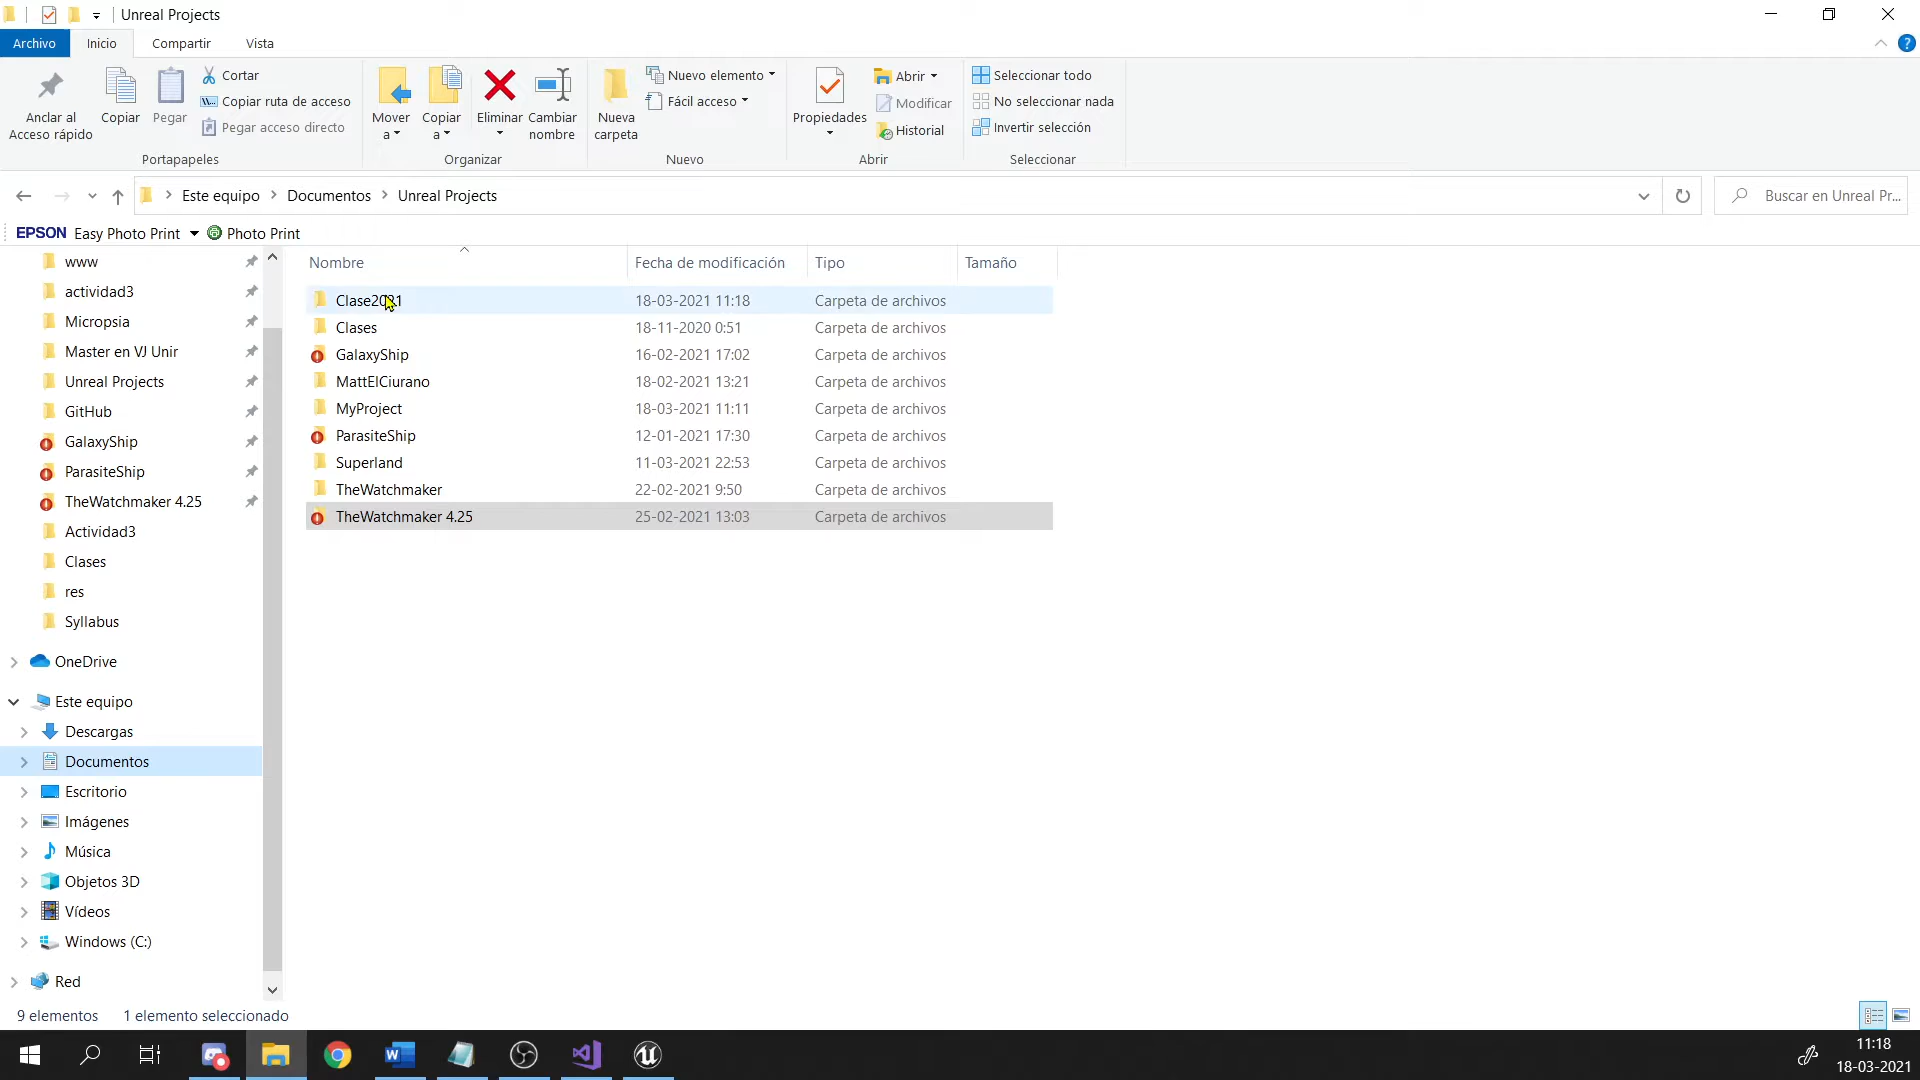 Unreal Projects
Archivo Inicio Compartir Vista
Anclar al Acceso rápido
Copiar
Pegar
Cortar
Copiar ruta de acceso
Pegar acceso directo
Portapapeles
Mover a
Copiar a
Eliminar
Cambiar nombre
Organizar
Nueva carpeta
Nuevo elemento
Fácil acceso
Nuevo
Propiedades
Abrir
Modificar
Historial
Abrir
Seleccionar todo
No seleccionar nada
Invertir selección
Seleccionar
Este equipo > Documentos > Unreal Projects
Buscar en Unreal Pr...
EPSON Easy Photo Print Photo Print
www
actividad3
Micropsia
Master en VJ Unir
Unreal Projects
GitHub
GalaxyShip
ParasiteShip
TheWatchmaker 4.25
Actividad3
Clases
res
Syllabus
OneDrive
Este equipo
Descargas
Documentos
Escritorio
Imágenes
Música
Objetos 3D
Vídeos
Windows (C:)
Red
Nombre Fecha de modificación Tipo Tamaño
Clase2021 18-03-2021 11:18 Carpeta de archivos
Clases 18-11-2020 0:51 Carpeta de archivos
GalaxyShip 16-02-2021 17:02 Carpeta de archivos
MattElCiurano 18-02-2021 13:21 Carpeta de archivos
MyProject 18-03-2021 11:11 Carpeta de archivos
ParasiteShip 12-01-2021 17:30 Carpeta de archivos
Superland 11-03-2021 22:53 Carpeta de archivos
TheWatchmaker 22-02-2021 9:50 Carpeta de archivos
TheWatchmaker 4.25 25-02-2021 13:03 Carpeta de archivos
9 elementos 1 elemento seleccionado
11:18
18-03-2021